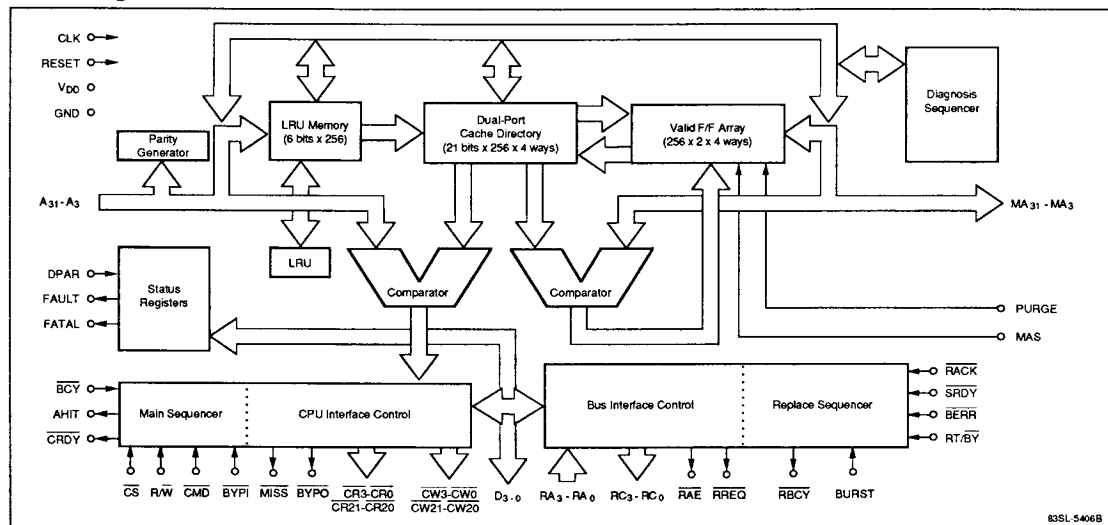 CLK
RESET
VDD
GND
Parity
Generator
LRU Memory
(6 bits x 256)
Dual-Port
Cache Directory
(21 bits x 256 x 4 ways)
Valid F/F Array
(256 x 2 x 4 ways)
Diagnosis
Sequencer
A31-A3
MA31 - MA3
LRU
Comparator
Comparator
DPAR
FAULT
FATAL
Status
Registers
PURGE
MAS
BCY
AHIT
CRDY
Main Sequencer
CPU Interface Control
Bus Interface Control
Replace Sequencer
RACK
SRDY
BERR
RT/BY
CS
R/W
CMD
BYPI
MISS
BYPO
CR3-CR0
CR21-CR20
CW3-CW0
CW21-CW20
D3-0
RA3-RA0
RC3-RC0
RAE
RREQ
RBCY
BURST
83SL-5406B